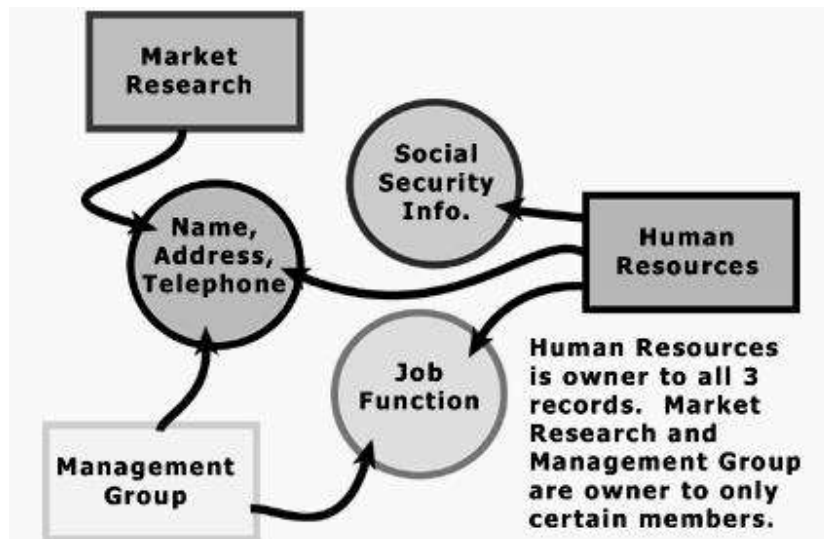 Market
Research
Social
Security
Info.
Name,
Address,
Telephone
Human
Resources
Job
Function
Management
Group
Human Resources
is owner to all 3
records. Market
Research and
Management Group
are owner to only
certain members.